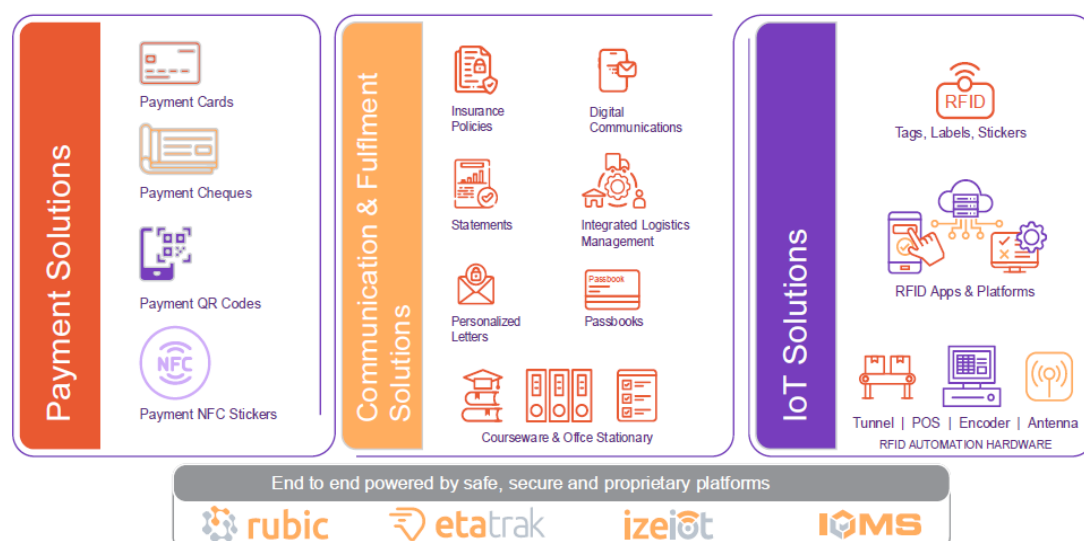 Payment Solutions
Payment Cards
Payment Cheques
Payment QR Codes
NFC
Payment NFC Stickers
Communication & Fulflment
Solutions
Insurance
Policies
Digital
Communications
Statements
Integrated Logistics
Management
Personalized
Letters
Passbook
Passbooks
Courseware & Offce Stationary
IoT Solutions
RFID
Tags, Labels, Stickers
RFID Apps & Platforms
Tunnel | POS | Encoder | Antenna
RFID AUTOMATION HARDWARE
End to end powered by safe, secure and proprietary platforms
rubic
etatrak
izeiot
IOMS